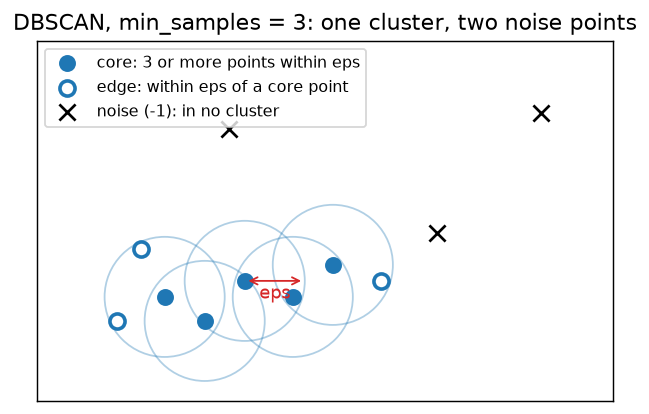 DBSCAN, min_samples = 3: one cluster, two noise points
core: 3 or more points within eps
edge: within eps of a core point
noise (-1): in no cluster
eps